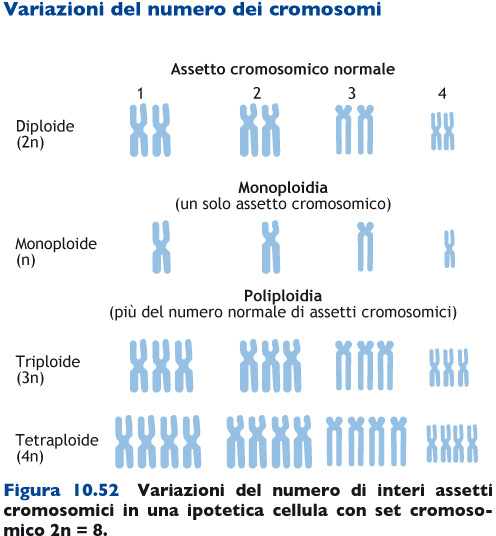 Variazioni del numero dei cromosomi
Assetto cromosomico normale
1 2 3 4
Diploide
(2n)
Monoploidia
(un solo assetto cromosomico)
Monoploide
(n)
Poliploidia
(più del numero normale di assetti cromosomici)
Triploide
(3n)
Tetraploide
(4n)
Figura 10.52 Variazioni del numero di interi assetti
cromosomici in una ipotetica cellula con set cromoso-
mico 2n = 8.